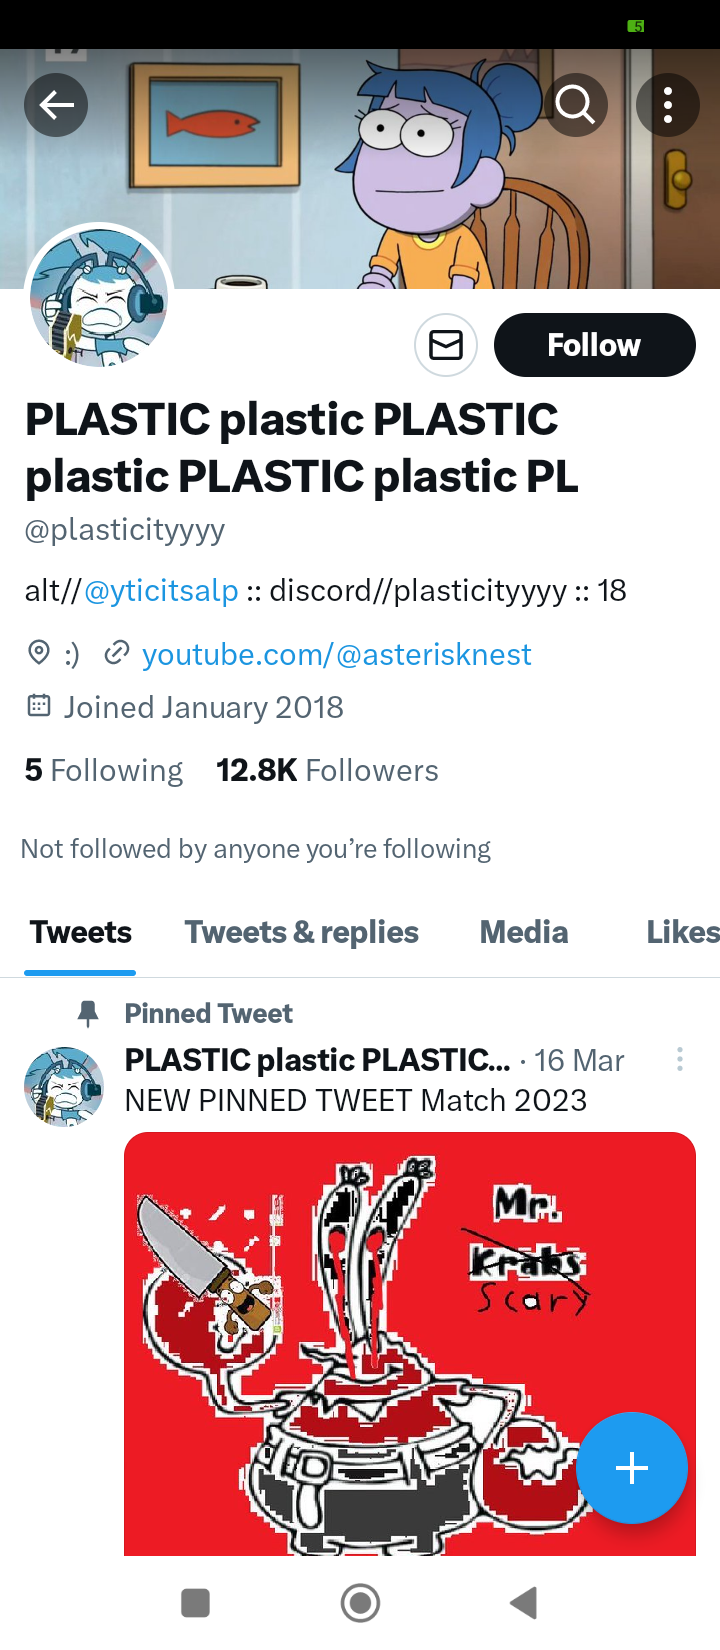 5
Follow
PLASTIC plastic PLASTIC
plastic PLASTIC plastic PL
@plasticityyyy
alt//@yticitsalp :: discord//plasticityyyy :: 18
:) youtube.com/@asterisknest
Joined January 2018
5 Following 12.8K Followers
Not followed by anyone you’re following
Tweets Tweets & replies Media Likes
Pinned Tweet
PLASTIC plastic PLASTIC... · 16 Mar
NEW PINNED TWEET Match 2023
Mr.
Krabs
Scary